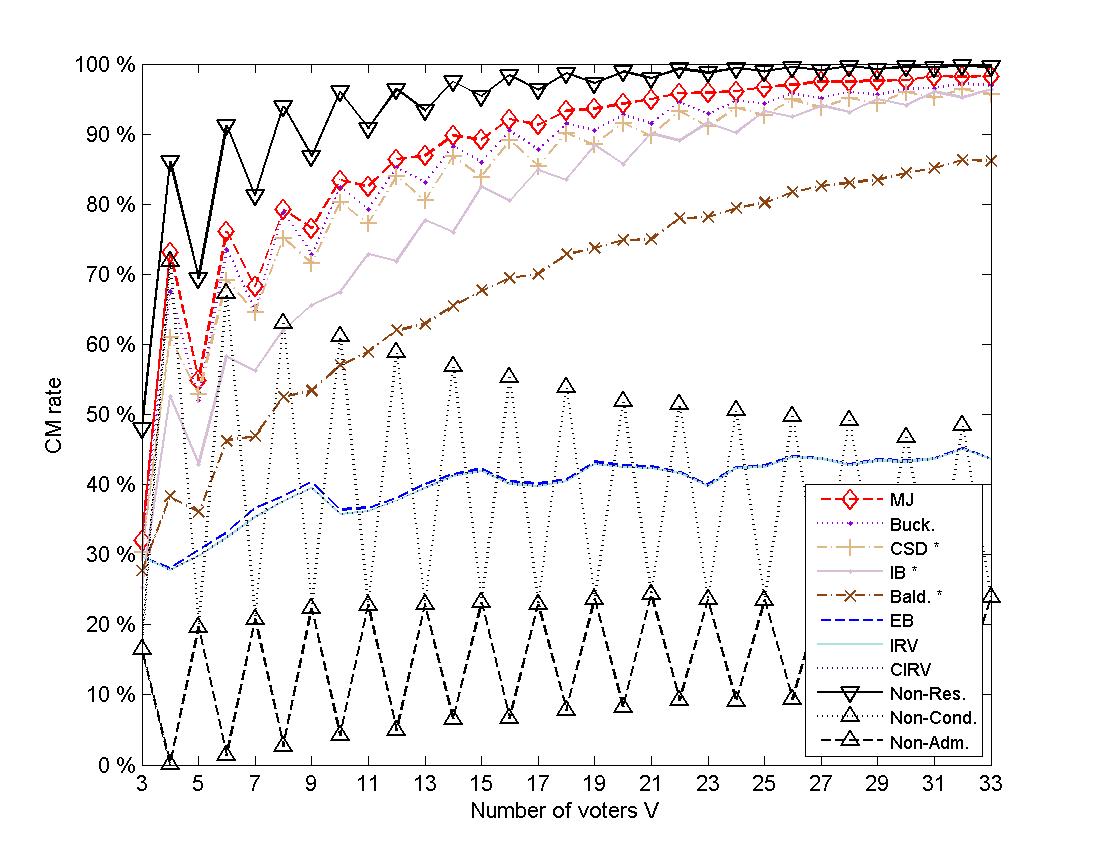 100 %
90 %
80 %
70 %
60 %
50 %
40 %
30 %
20 %
10 %
0 %
CM rate
3 5 7 9 11 13 15 17 19 21 23 25 27 29 31 33
Number of voters V
MJ
Buck.
CSD *
IB *
Bald. *
EB
IRV
CIRV
Non-Res.
Non-Cond.
Non-Adm.